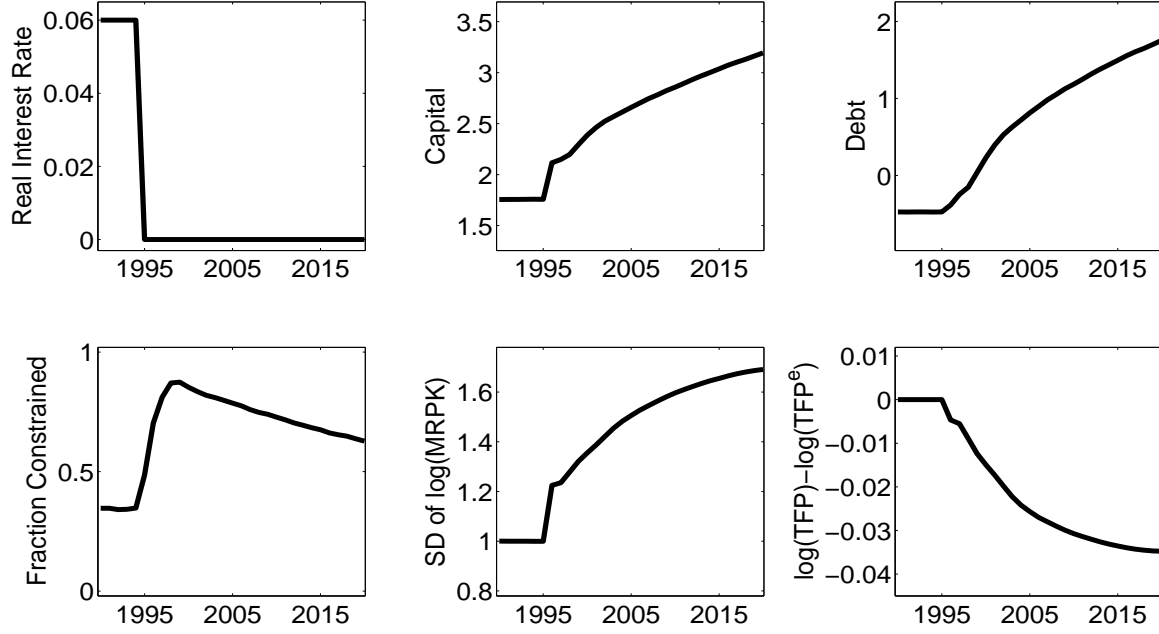 Real Interest Rate
0.06
0.04
0.02
0
1995 2005 2015
Capital
3.5
3
2.5
2
1.5
1995 2005 2015
Debt
2
1
0
1995 2005 2015
Fraction Constrained
1
0.5
0
1995 2005 2015
SD of log(MRPK)
1.6
1.4
1.2
1
0.8
1995 2005 2015
log(TFP)−log(TFPᵉ)
0.01
0
−0.01
−0.02
−0.03
−0.04
1995 2005 2015